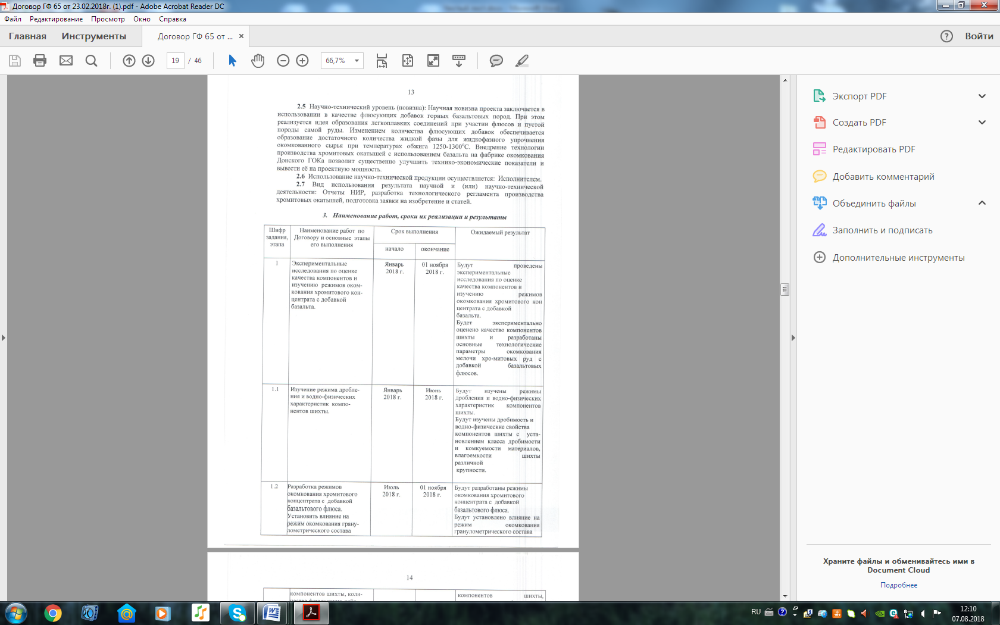 Договор ГФ 65 от 23.02.2018г. (1).pdf - Adobe Acrobat Reader DC
Файл Редактирование Просмотр Окно Справка
Главная Инструменты Договор ГФ 65 от ... × Войти
19 / 46 66,7%
13
2.5 Научно-технический уровень (новизна): Научная новизна проекта заключается в
использовании в качестве флюсующих добавок горных базальтовых пород. При этом
реализуется идея образования легкоплавких соединений при участии флюсов и пустой
породы самой руды. Изменением количества флюсующих добавок обеспечивается
образование достаточного количества жидкой фазы для жидкофазного упрочнения
окомкованного сырья при температурах обжига 1250-1300°С. Внедрение технологии
производства хромитовых окатышей с использованием базальта на фабрике окомкования
Донского ГОКа позволит существенно улучшить технико-экономические показатели и
вывести её на проектную мощность.
2.6 Использование научно-технической продукции осуществляется: Исполнителем.
2.7 Вид использования результата научной и (или) научно-технической
деятельности: Отчеты НИР, разработка технологического регламента производства
хромитовых окатышей, подготовка заявки на изобретение и статей.
3. Наименование работ, сроки их реализации и результаты
Шифр
задания,
этапа
Наименование работ по
Договору и основные этапы
его выполнения
Срок выполнения
начало
окончание
Ожидаемый результат
1
Экспериментальные
исследования по оценке
качества компонентов и
изучению режимов оком-
кования хромитового кон-
центрата с добавкой
базальта.
Январь
2018 г.
01 ноября
2018 г.
Будут проведены
экспериментальные
исследования по оценке
качества компонентов и
изучению режимов
окомкования хромитового кон
центрата с добавкой
базальта.
Будет экспериментально
оценено качество компонентов
шихты и разработаны
основные технологические
параметры окомкования
мелочи хро-митовых руд с
добавкой базальтовых
флюсов.
1.1
Изучение режима дробле-
ния и водно-физических
характеристик компо-
нентов шихты.
Январь
2018 г.
Июнь
2018 г.
Будут изучены режимы
дробления и водно-физических
характеристик компонентов
шихты.
Будут изучены дробимость и
водно-физические свойства
компонентов шихты с уста-
новлением класса дробимости
и комкуемости материалов,
влагоемкости шихты
различной
крупности.
1.2
Разработка режимов
окомкования хромитового
концентрата с добавкой
базальтового флюса.
Установить влияние на
режим окомкования грану-
лометрического состава
Июль
2018 г.
01 ноября
2018 г.
Будут разработаны режимы
окомкования хромитового
концентрата с добавкой
базальтового флюса.
Будут установлено влияние на
режим окомкования
гранулометрического состава
14
компонентов шихты, коли-
компонентов шихты,
Экспорт PDF
Создать PDF
Редактировать PDF
Добавить комментарий
Объединить файлы
Заполнить и подписать
Дополнительные инструменты
Храните файлы и обменивайтесь ими в
Document Cloud
Подробнее
RU
12:10
07.08.2018